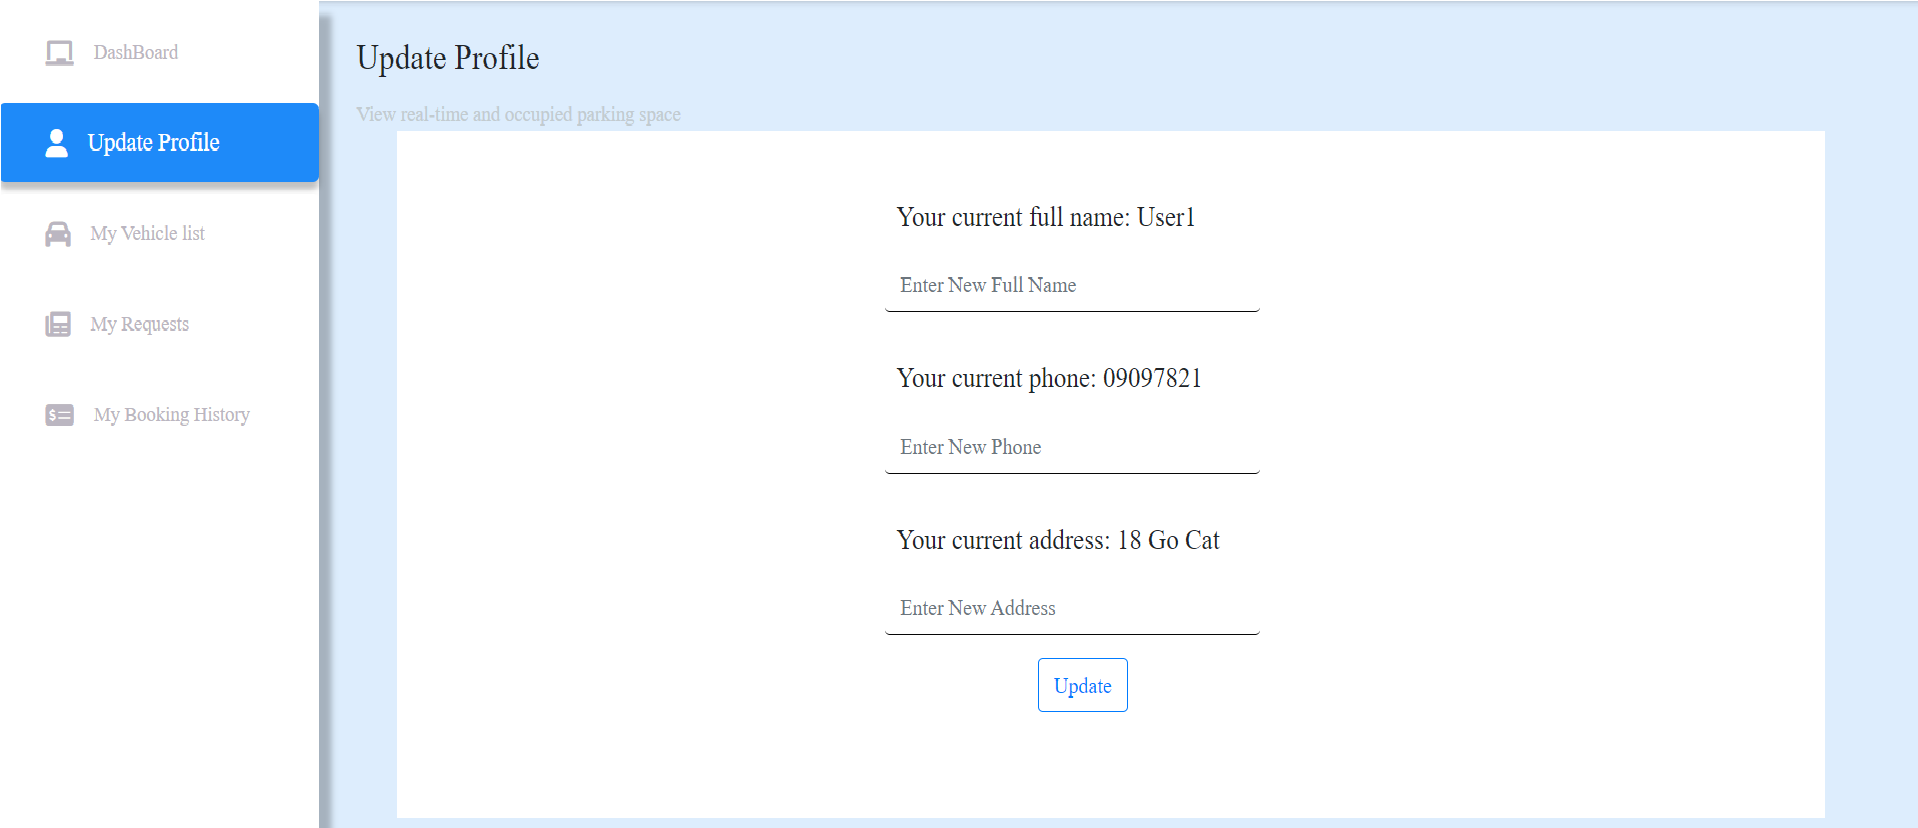 DashBoard
Update Profile
My Vehicle list
My Requests
My Booking History
Update Profile
View real-time and occupied parking space
Your current full name: User1
Enter New Full Name
Your current phone: 09097821
Enter New Phone
Your current address: 18 Go Cat
Enter New Address
Update